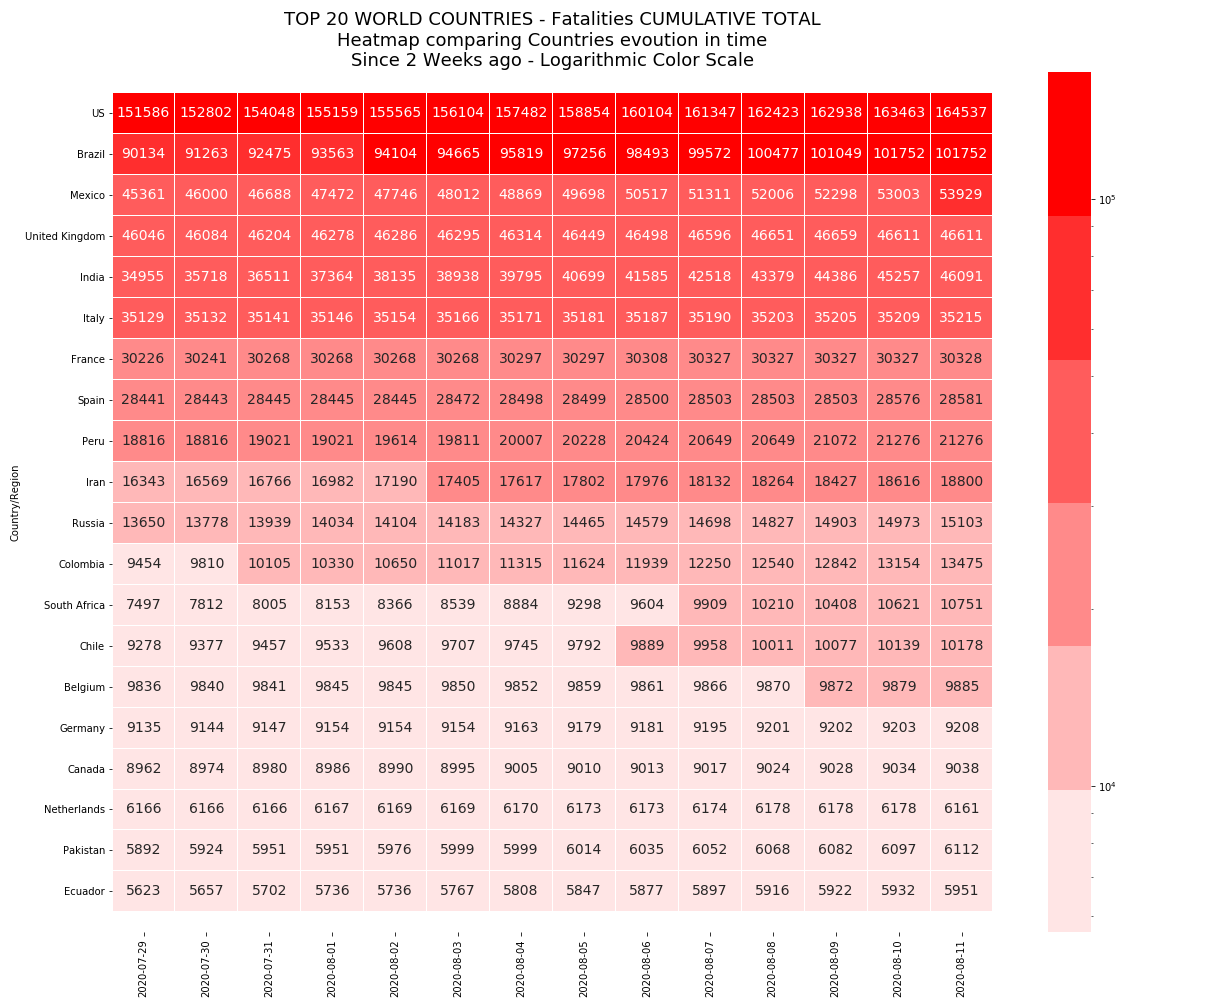 TOP 20 WORLD COUNTRIES - Fatalities CUMULATIVE TOTAL
Heatmap comparing Countries evoution in time
Since 2 Weeks ago - Logarithmic Color Scale
US 151586 152802 154048 155159 155565 156104 157482 158854 160104 161347 162423 162938 163463 164537
Brazil 90134 91263 92475 93563 94104 94665 95819 97256 98493 99572 100477 101049 101752 101752
Mexico 45361 46000 46688 47472 47746 48012 48869 49698 50517 51311 52006 52298 53003 53929
United Kingdom 46046 46084 46204 46278 46286 46295 46314 46449 46498 46596 46651 46659 46611 46611
India 34955 35718 36511 37364 38135 38938 39795 40699 41585 42518 43379 44386 45257 46091
Italy 35129 35132 35141 35146 35154 35166 35171 35181 35187 35190 35203 35205 35209 35215
France 30226 30241 30268 30268 30268 30268 30297 30297 30308 30327 30327 30327 30327 30328
Spain 28441 28443 28445 28445 28445 28472 28498 28499 28500 28503 28503 28503 28576 28581
Peru 18816 18816 19021 19021 19614 19811 20007 20228 20424 20649 20649 21072 21276 21276
Iran 16343 16569 16766 16982 17190 17405 17617 17802 17976 18132 18264 18427 18616 18800
Russia 13650 13778 13939 14034 14104 14183 14327 14465 14579 14698 14827 14903 14973 15103
Colombia 9454 9810 10105 10330 10650 11017 11315 11624 11939 12250 12540 12842 13154 13475
South Africa 7497 7812 8005 8153 8366 8539 8884 9298 9604 9909 10210 10408 10621 10751
Chile 9278 9377 9457 9533 9608 9707 9745 9792 9889 9958 10011 10077 10139 10178
Belgium 9836 9840 9841 9845 9845 9850 9852 9859 9861 9866 9870 9872 9879 9885
Germany 9135 9144 9147 9154 9154 9154 9163 9179 9181 9195 9201 9202 9203 9208
Canada 8962 8974 8980 8986 8990 8995 9005 9010 9013 9017 9024 9028 9034 9038
Netherlands 6166 6166 6166 6167 6169 6169 6170 6173 6173 6174 6178 6178 6178 6161
Pakistan 5892 5924 5951 5951 5976 5999 5999 6014 6035 6052 6068 6082 6097 6112
Ecuador 5623 5657 5702 5736 5736 5767 5808 5847 5877 5897 5916 5922 5932 5951
2020-07-29 2020-07-30 2020-07-31 2020-08-01 2020-08-02 2020-08-03 2020-08-04 2020-08-05 2020-08-06 2020-08-07 2020-08-08 2020-08-09 2020-08-10 2020-08-11
Country/Region
10⁵
10⁴